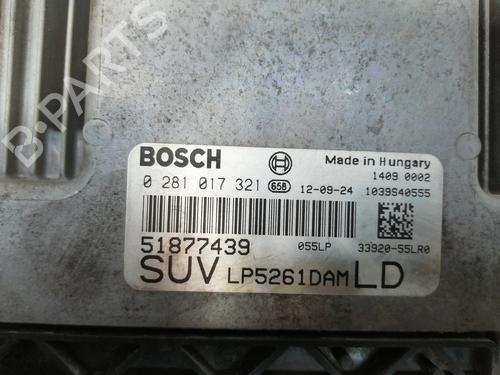 B-PARTS
BOSCH
Made in Hungary
0 281 017 321 658 12-09-24
1409 0002
1039S40555
51877439
055LP
33920-55LR0
SUV LP5261DAM LD